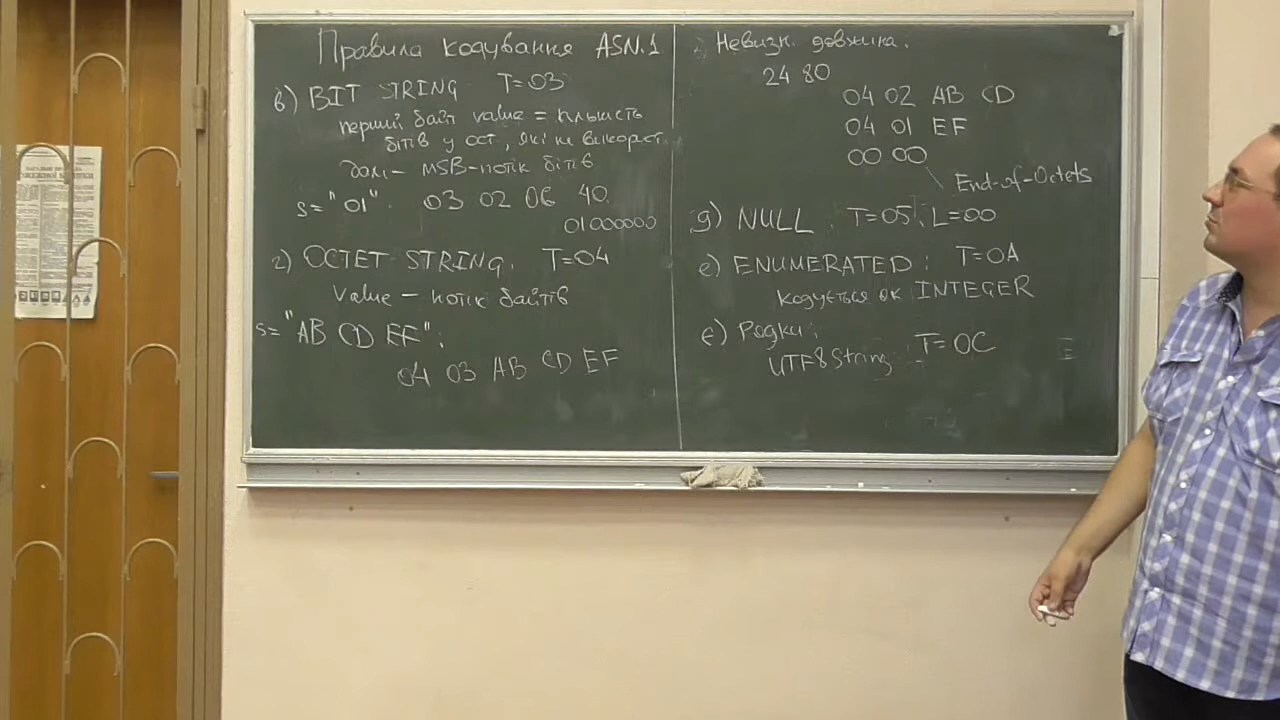 Правила кодування ASN.1
в) BIT STRING T=03
перший байт value = кількість
бітів у ост, які не використ.
далі – MSB-потік бітів
s="01": 03 02 06 40
01000000
г) OCTET STRING, T=04
Value – потік байтів
s="AB CD EF":
04 03 AB CD EF
Невизн. довжина.
24 80
04 02 AB CD
04 01 EF
00 00
End-of-Octets
д) NULL, T=05, L=00
е) ENUMERATED: T=0A
кодується як INTEGER
є) Рядки:
UTF8String: T=0C